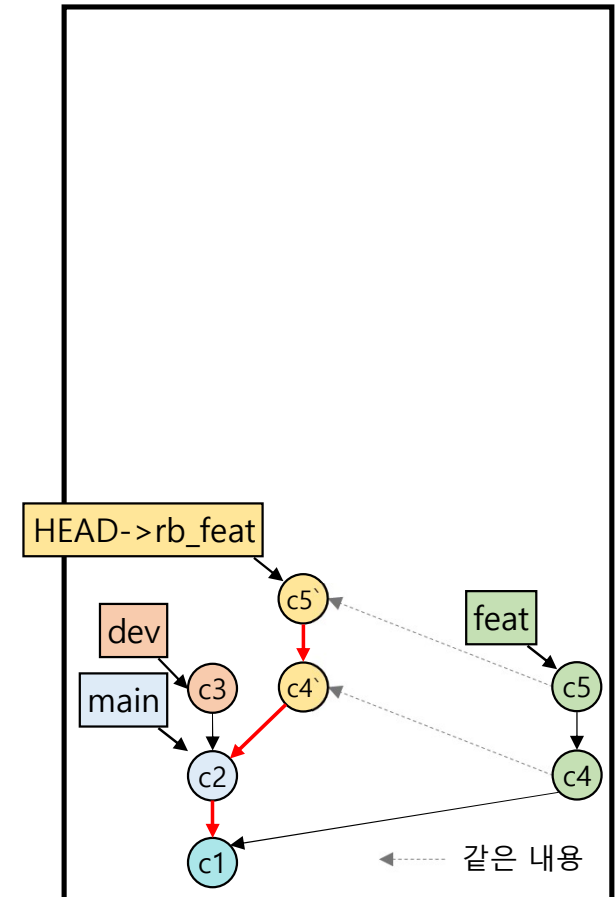 HEAD->rb_feat
c5`
dev
feat
c3
c4`
c5
main
c2
c4
c1
같은 내용